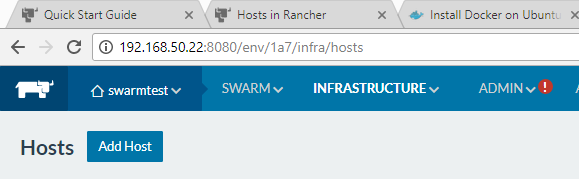 Quick Start Guide Hosts in Rancher Install Docker on Ubuntu
192.168.50.22:8080/env/1a7/infra/hosts
swarmtest SWARM INFRASTRUCTURE ADMIN !
Hosts Add Host